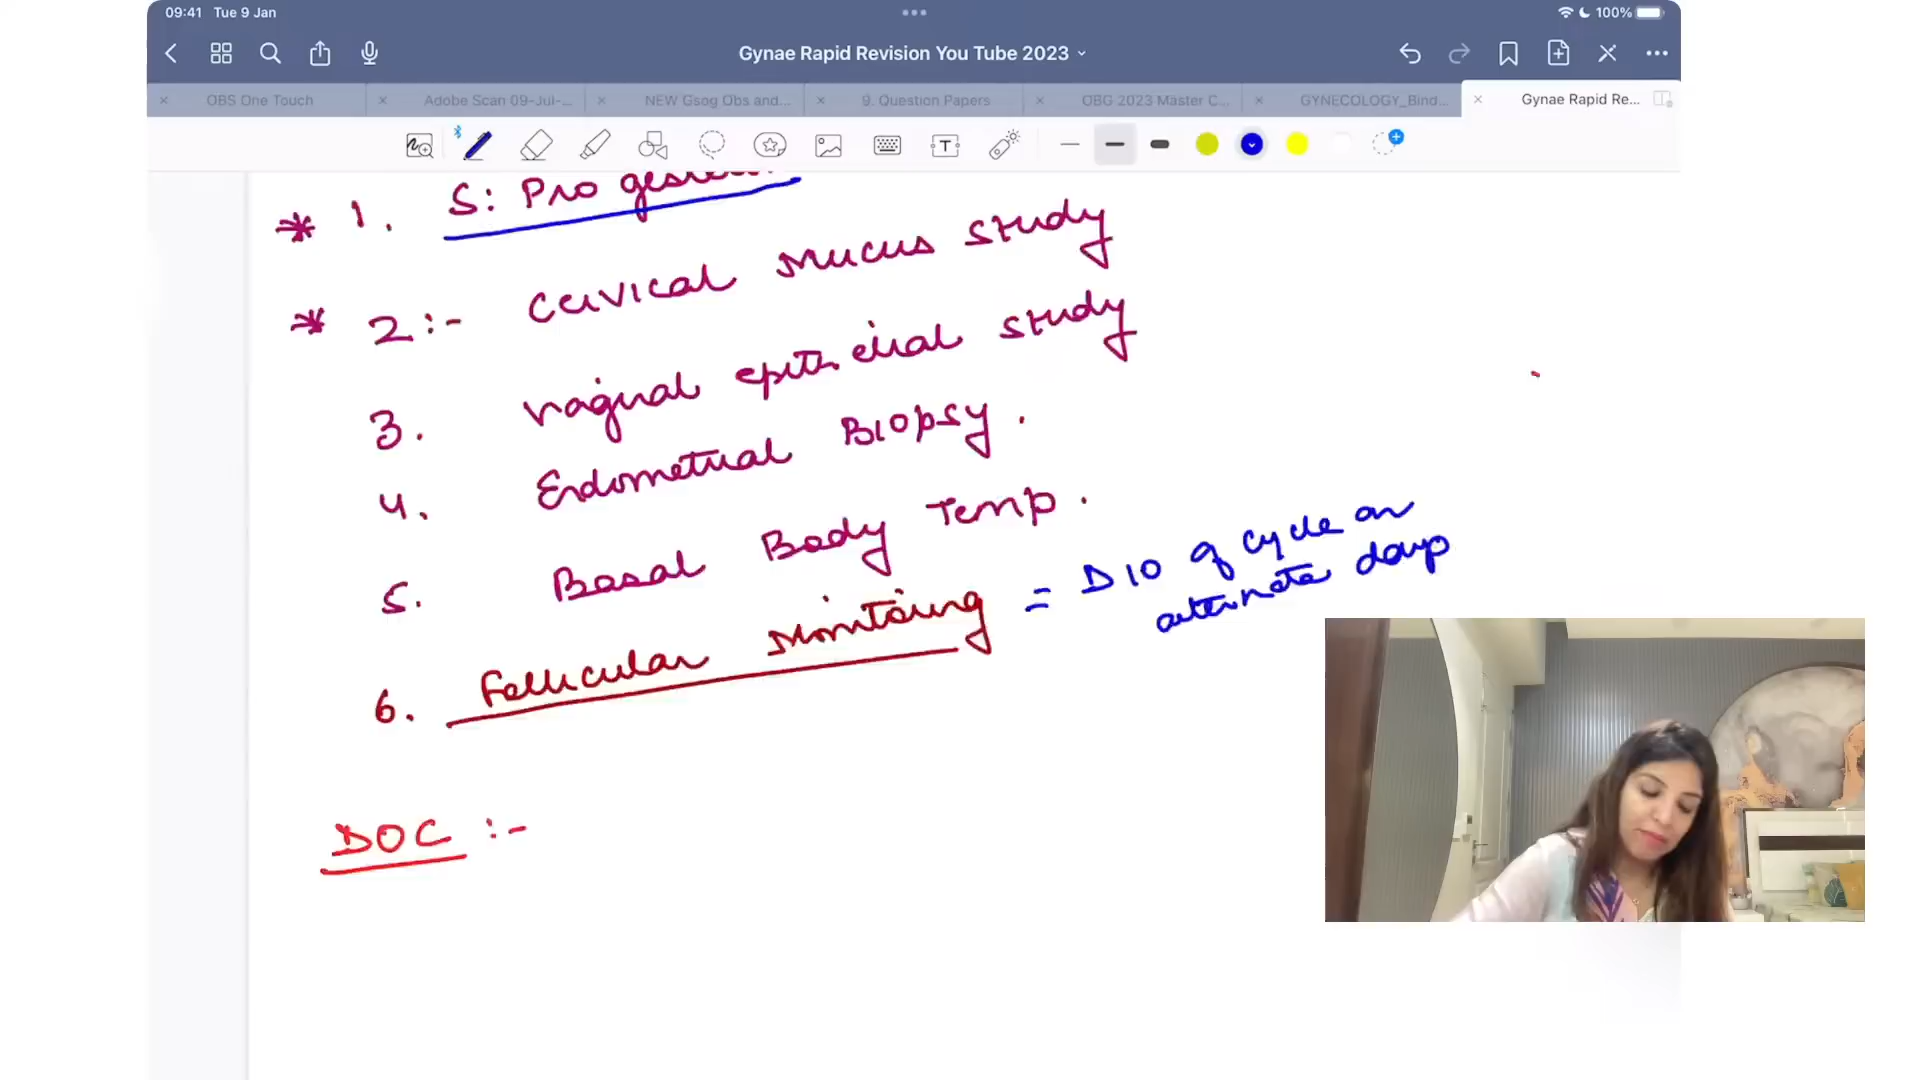 09:41 Tue 9 Jan
100%
Gynae Rapid Revision You Tube 2023
OBS One Touch
Adobe Scan 09-Jul-...
NEW Gsog Obs and...
9. Question Papers
OBG 2023 Master C...
GYNECOLOGY_Bind...
Gynae Rapid Re...
* 1. S: Progesteron
* 2:- Cervical Mucus Study
3. Vaginal epithelial study
4. Endometrial Biopsy.
5. Basal Body Temp.
6. Follicular Monitoring = D10 of cycle on
alternate days
DOC :-